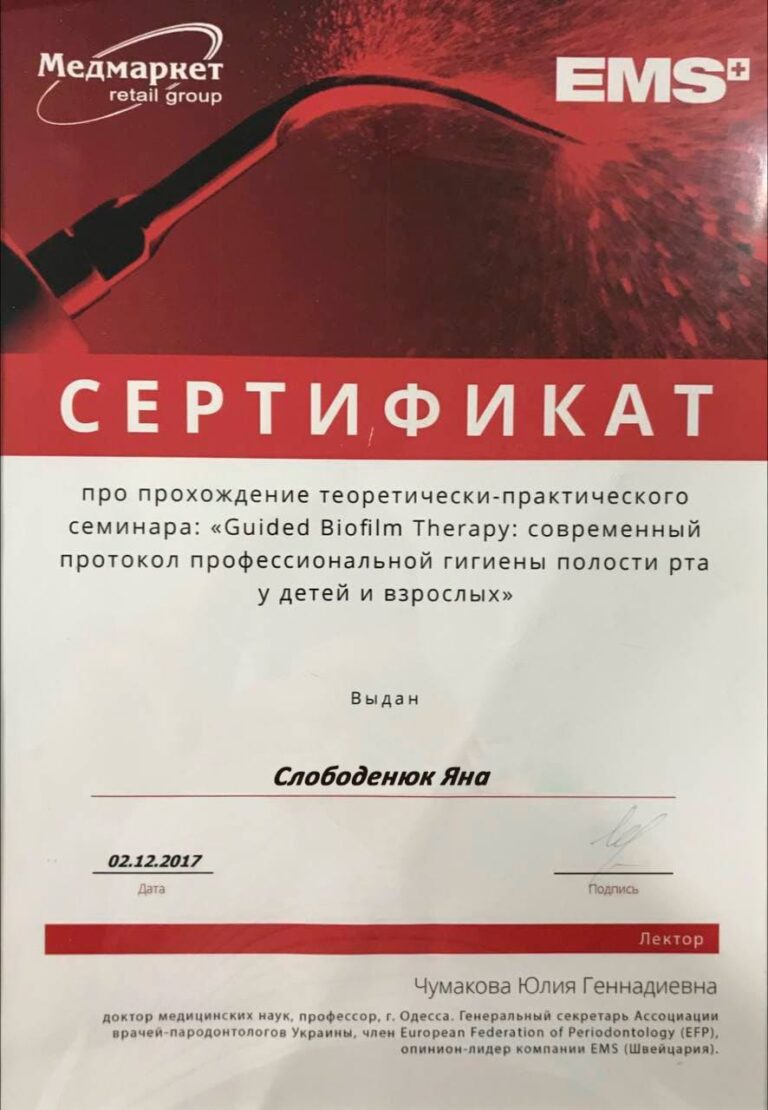 Медмаркет
retail group
EMS+
СЕРТИФИКАТ
про прохождение теоретически-практического
семинара: «Guided Biofilm Therapy: современный
протокол профессиональной гигиены полости рта
у детей и взрослых»
Выдан
Слободенюк Яна
02.12.2017
Дата
Подпись
Лектор
Чумакова Юлия Геннадиевна
доктор медицинских наук, профессор, г. Одесса. Генеральный секретарь Ассоциации
врачей-пародонтологов Украины, член European Federation of Periodontology (EFP),
опинион-лидер компании EMS (Швейцария).